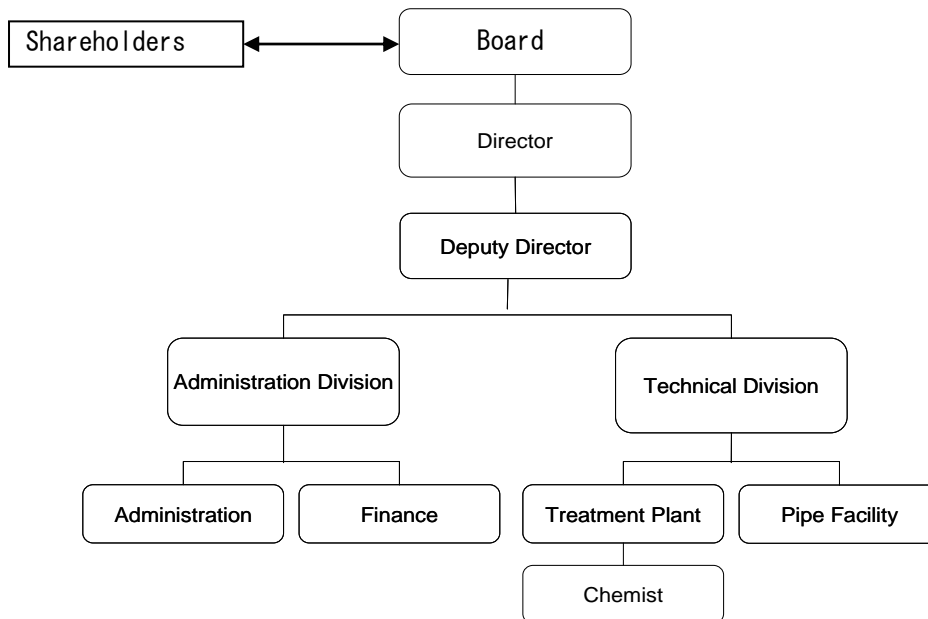 Shareholders
Board
Director
Deputy Director
Administration Division
Technical Division
Administration
Finance
Treatment Plant
Pipe Facility
Chemist